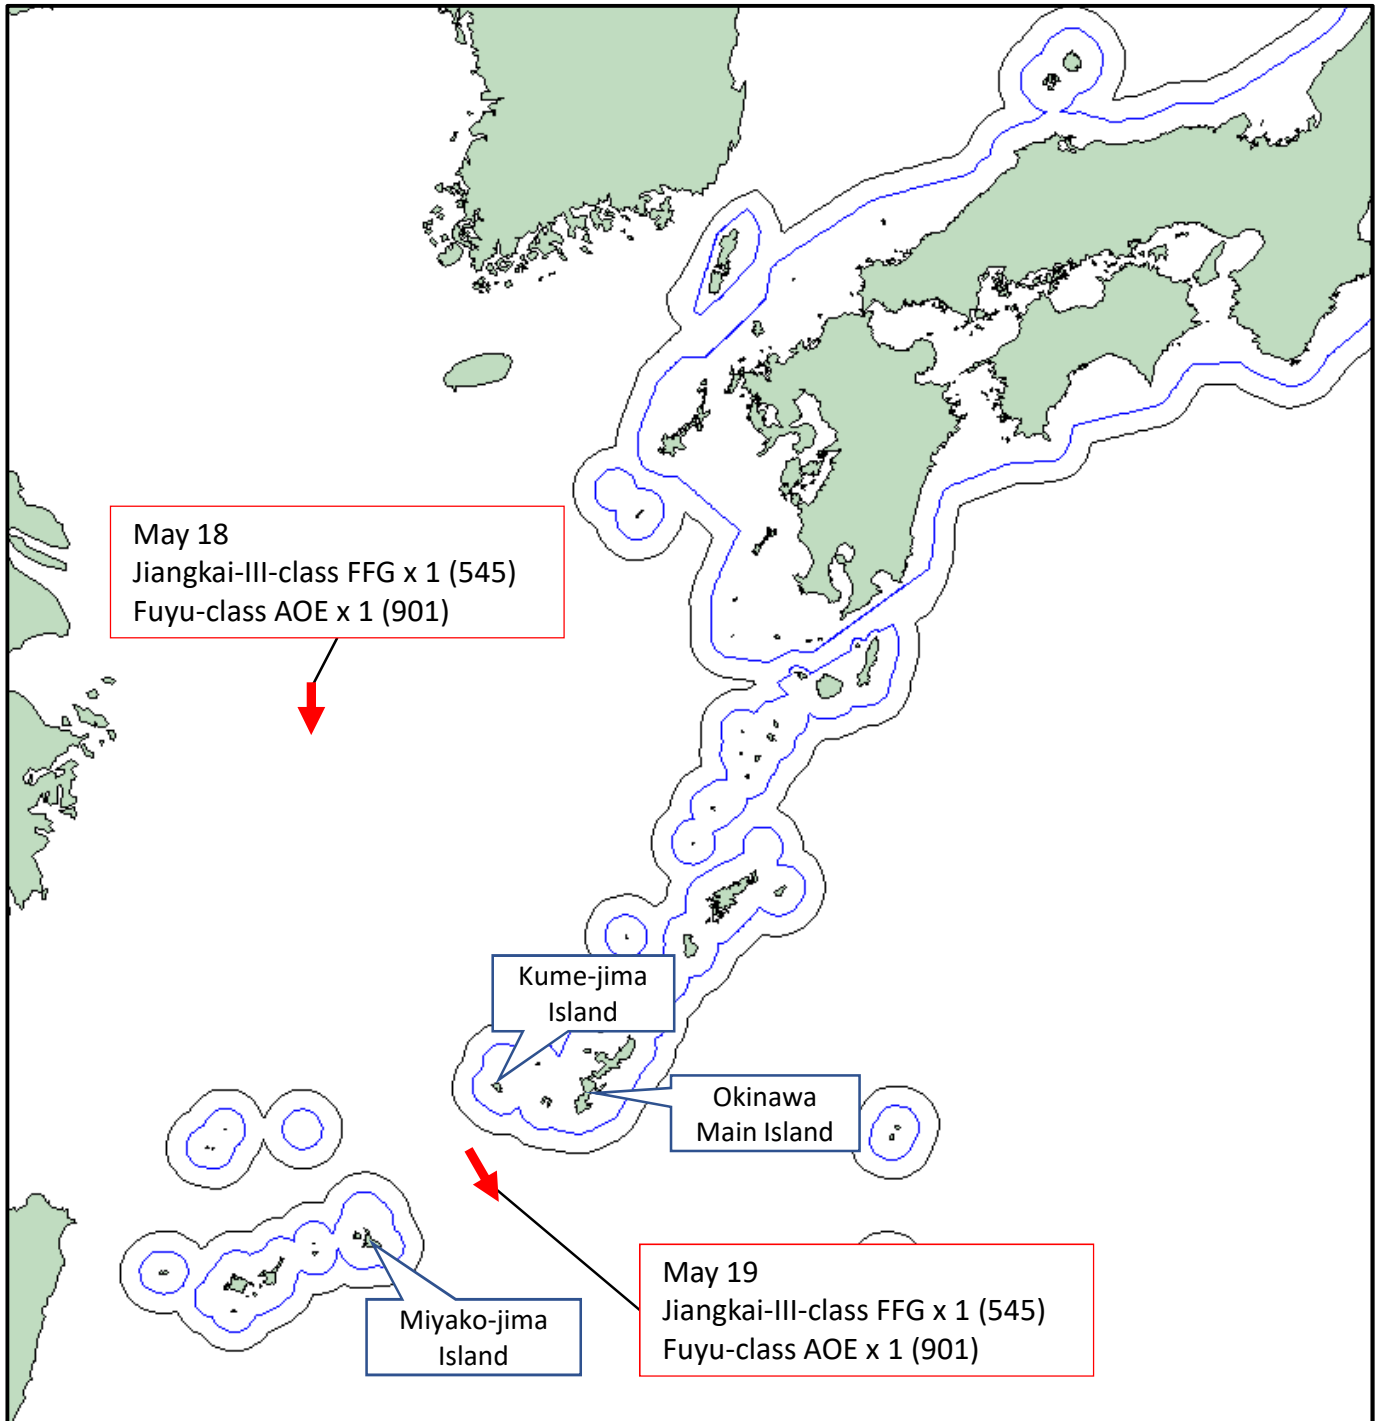 May 18
Jiangkai-III-class FFG x 1 (545)
Fuyu-class AOE x 1 (901)
Kume-jima
Island
Okinawa
Main Island
Miyako-jima
Island
May 19
Jiangkai-III-class FFG x 1 (545)
Fuyu-class AOE x 1 (901)